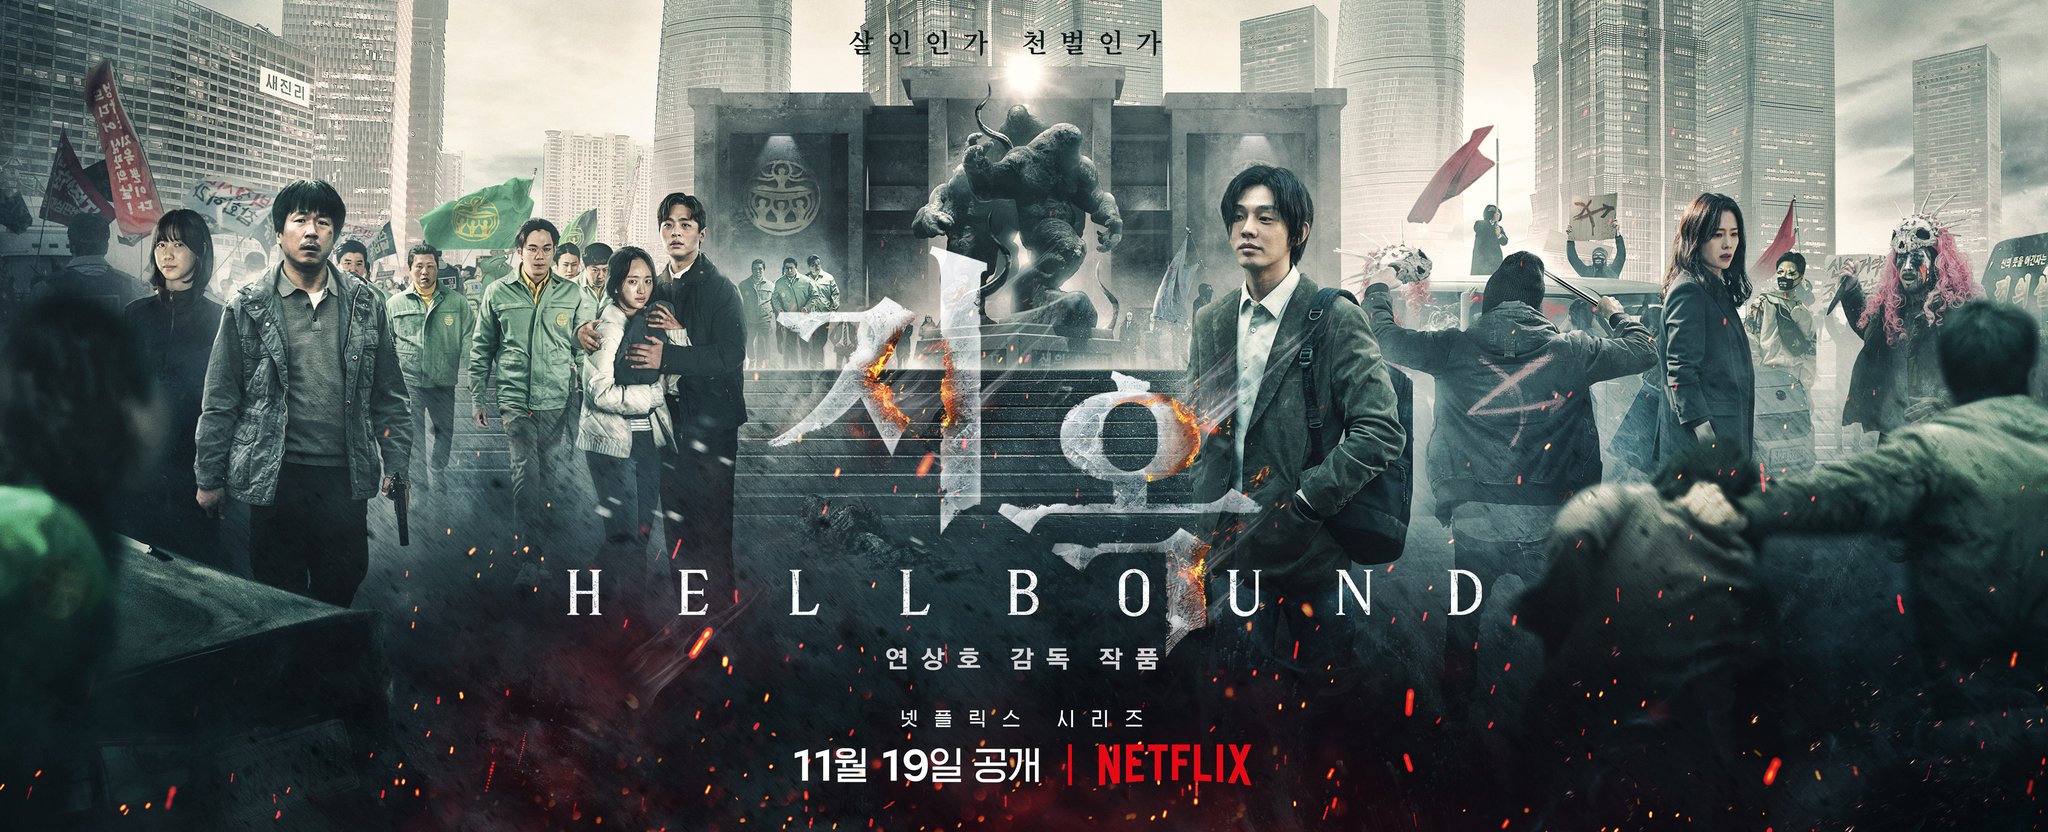 살인인가 천벌인가
새진리
지옥
HELLBOUND
연상호 감독 작품
넷플릭스 시리즈
11월 19일 공개 | NETFLIX